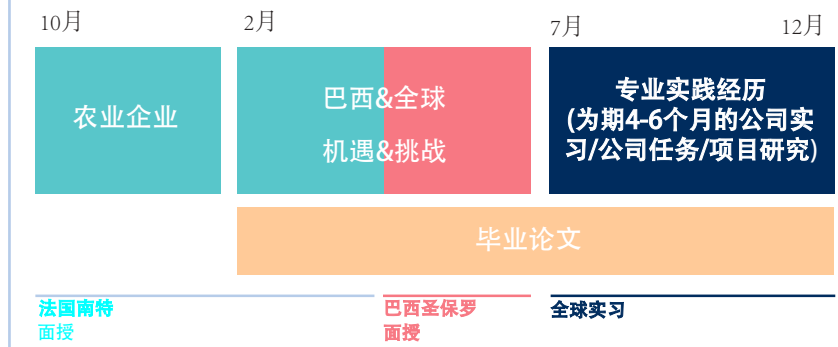 10月
2月
7月
12月
农业企业
巴西&全球
机遇&挑战
专业实践经历
(为期4-6个月的公司实
习/公司任务/项目研究)
毕业论文
法国南特
面授
巴西圣保罗
面授
全球实习